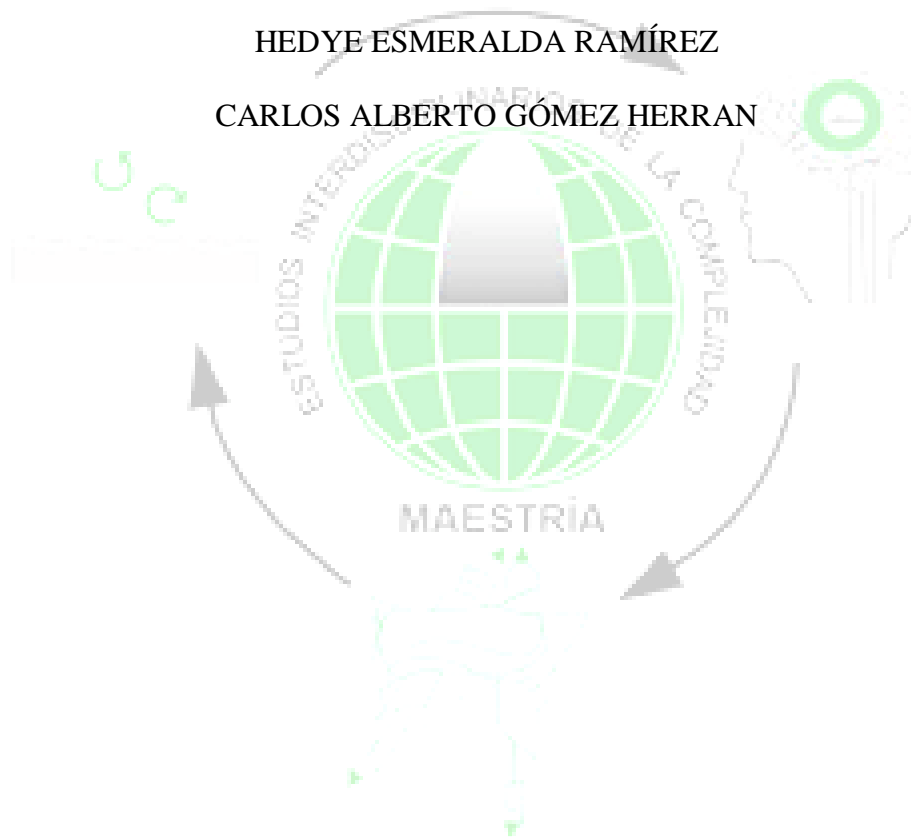 HEDYE ESMERALDA RAMÍREZ
CARLOS ALBERTO GÓMEZ HERRAN
ESTUDIOS INTERDISCIPLINARIOS DE LA COMPLEJIDAD
MAESTRÍA